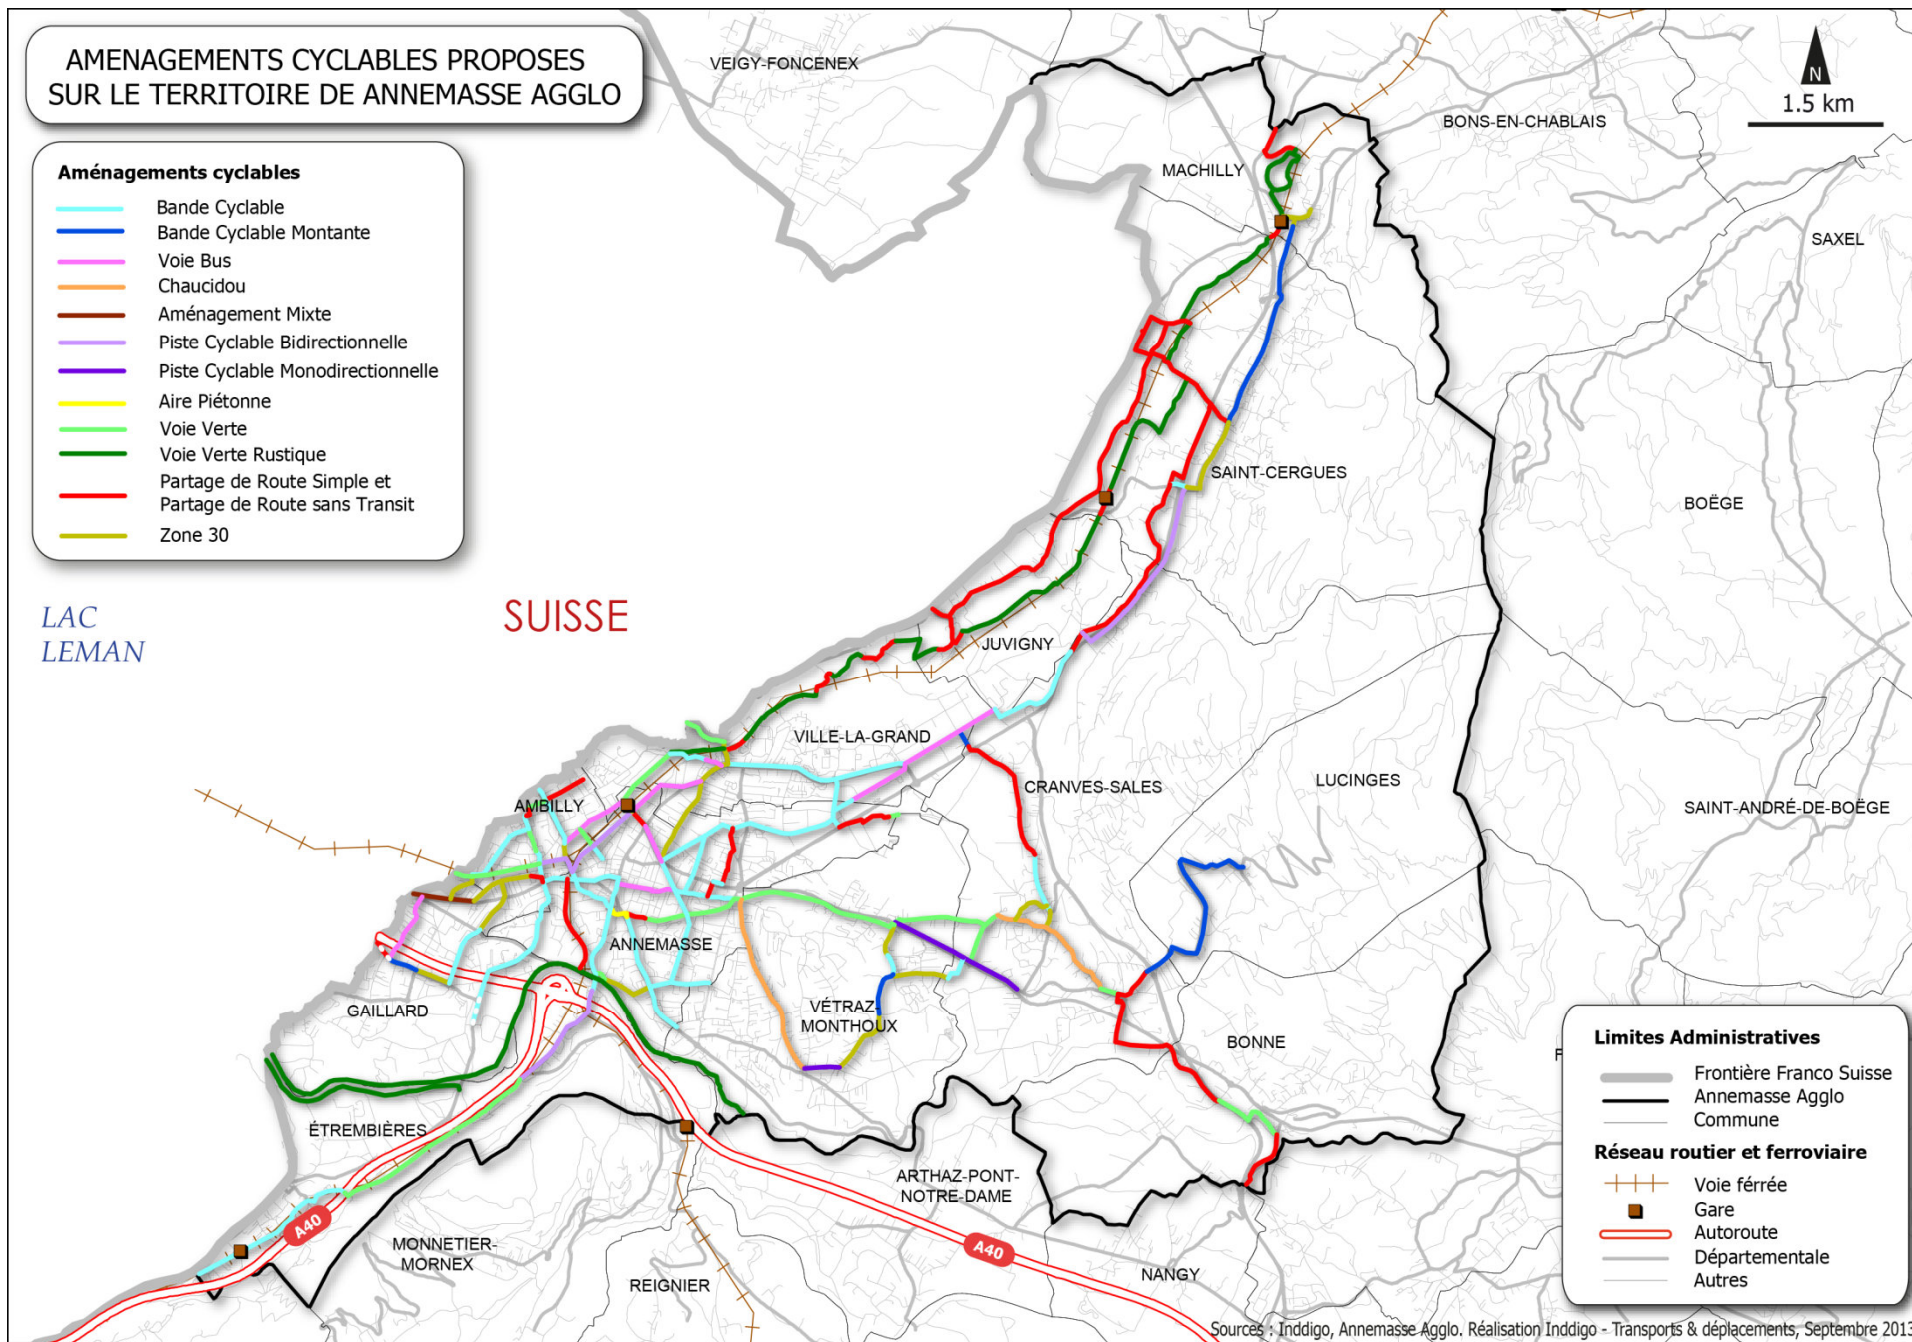 AMENAGEMENTS CYCLABLES PROPOSES
SUR LE TERRITOIRE DE ANNEMASSE AGGLO
Aménagements cyclables
Bande Cyclable
Bande Cyclable Montante
Voie Bus
Chaucidou
Aménagement Mixte
Piste Cyclable Bidirectionnelle
Piste Cyclable Monodirectionnelle
Aire Piétonne
Voie Verte
Voie Verte Rustique
Partage de Route Simple et
Partage de Route sans Transit
Zone 30
VEIGY-FONCENEX
N
1.5 km
BONS-EN-CHABLAIS
MACHILLY
SAXEL
SAINT-CERGUES
BOËGE
LAC
LEMAN
SUISSE
JUVIGNY
VILLE-LA-GRAND
CRANVES-SALES
LUCINGES
AMBILLY
SAINT-ANDRÉ-DE-BOËGE
ANNEMASSE
GAILLARD
VÉTRAZ-
MONTHOUX
BONNE
ÉTREMBIÈRES
ARTHAZ-PONT-
NOTRE-DAME
A40
A40
MONNETIER-
MORNEX
REIGNIER
NANGY
Limites Administratives
Frontière Franco Suisse
Annemasse Agglo
Commune
Réseau routier et ferroviaire
Voie férrée
Gare
Autoroute
Départementale
Autres
Sources : Inddigo, Annemasse Agglo. Réalisation Inddigo - Transports & déplacements, Septembre 2013